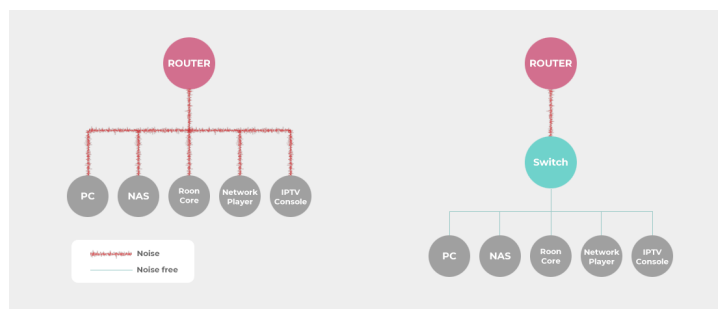 ROUTER
PC
NAS
Roon
Core
Network
Player
IPTV
Console
Noise
Noise free
ROUTER
Switch
PC
NAS
Roon
Core
Network
Player
IPTV
Console